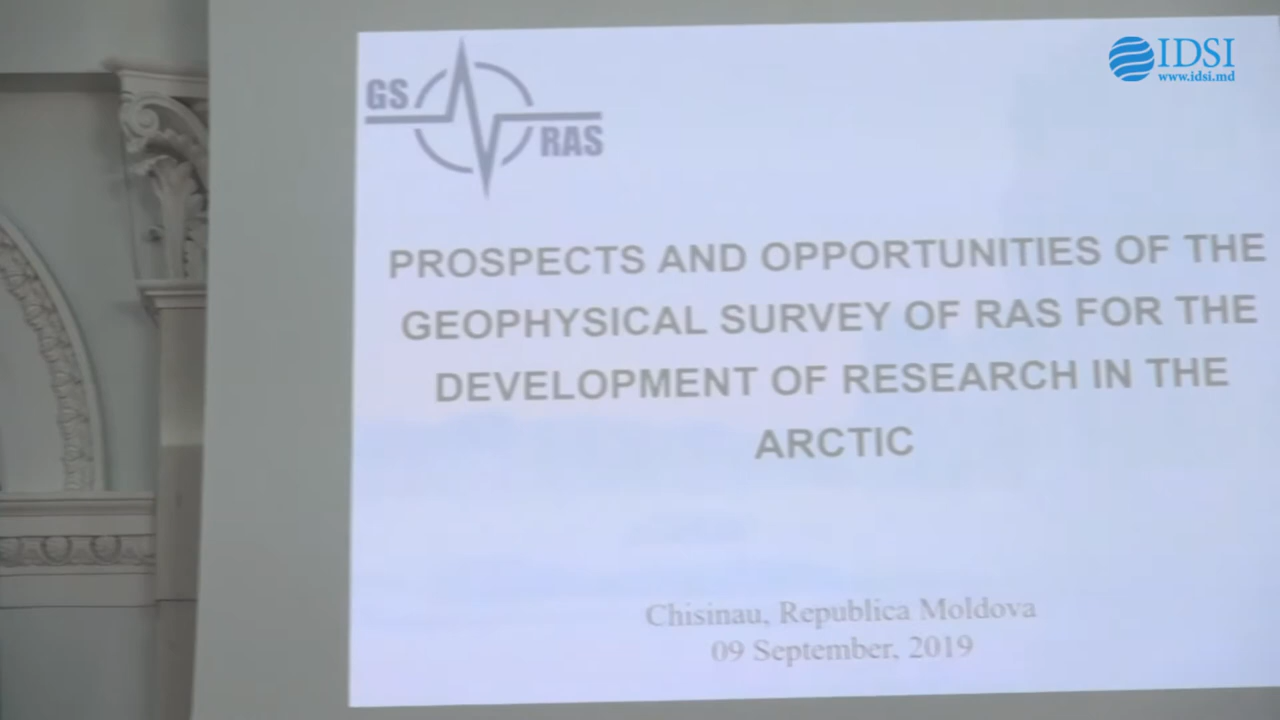 IDSI
www.idsi.md
GS
RAS
PROSPECTS AND OPPORTUNITIES OF THE
GEOPHYSICAL SURVEY OF RAS FOR THE
DEVELOPMENT OF RESEARCH IN THE
ARCTIC
Chisinau, Republica Moldova
09 September, 2019